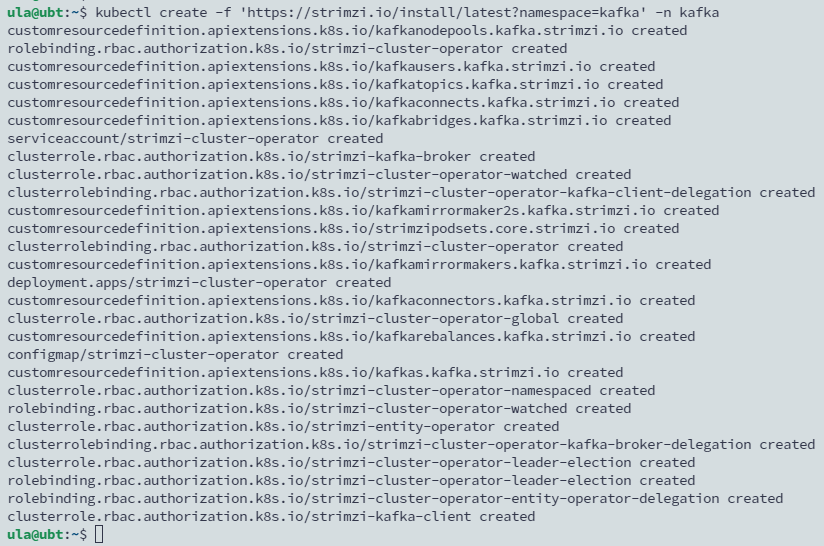 ula@ubt:~$ kubectl create -f 'https://strimzi.io/install/latest?namespace=kafka' -n kafka
customresourcedefinition.apiextensions.k8s.io/kafkanodepools.kafka.strimzi.io created
rolebinding.rbac.authorization.k8s.io/strimzi-cluster-operator created
customresourcedefinition.apiextensions.k8s.io/kafkausers.kafka.strimzi.io created
customresourcedefinition.apiextensions.k8s.io/kafkatopics.kafka.strimzi.io created
customresourcedefinition.apiextensions.k8s.io/kafkaconnects.kafka.strimzi.io created
customresourcedefinition.apiextensions.k8s.io/kafkabridges.kafka.strimzi.io created
serviceaccount/strimzi-cluster-operator created
clusterrole.rbac.authorization.k8s.io/strimzi-kafka-broker created
clusterrole.rbac.authorization.k8s.io/strimzi-cluster-operator-watched created
clusterrolebinding.rbac.authorization.k8s.io/strimzi-cluster-operator-kafka-client-delegation created
customresourcedefinition.apiextensions.k8s.io/kafkamirrormaker2s.kafka.strimzi.io created
customresourcedefinition.apiextensions.k8s.io/strimzipodsets.core.strimzi.io created
clusterrolebinding.rbac.authorization.k8s.io/strimzi-cluster-operator created
customresourcedefinition.apiextensions.k8s.io/kafkamirrormakers.kafka.strimzi.io created
deployment.apps/strimzi-cluster-operator created
customresourcedefinition.apiextensions.k8s.io/kafkaconnectors.kafka.strimzi.io created
clusterrole.rbac.authorization.k8s.io/strimzi-cluster-operator-global created
customresourcedefinition.apiextensions.k8s.io/kafkarebalances.kafka.strimzi.io created
configmap/strimzi-cluster-operator created
customresourcedefinition.apiextensions.k8s.io/kafkas.kafka.strimzi.io created
clusterrole.rbac.authorization.k8s.io/strimzi-cluster-operator-namespaced created
rolebinding.rbac.authorization.k8s.io/strimzi-cluster-operator-watched created
clusterrole.rbac.authorization.k8s.io/strimzi-entity-operator created
clusterrolebinding.rbac.authorization.k8s.io/strimzi-cluster-operator-kafka-broker-delegation created
clusterrole.rbac.authorization.k8s.io/strimzi-cluster-operator-leader-election created
rolebinding.rbac.authorization.k8s.io/strimzi-cluster-operator-leader-election created
rolebinding.rbac.authorization.k8s.io/strimzi-cluster-operator-entity-operator-delegation created
clusterrole.rbac.authorization.k8s.io/strimzi-kafka-client created
ula@ubt:~$